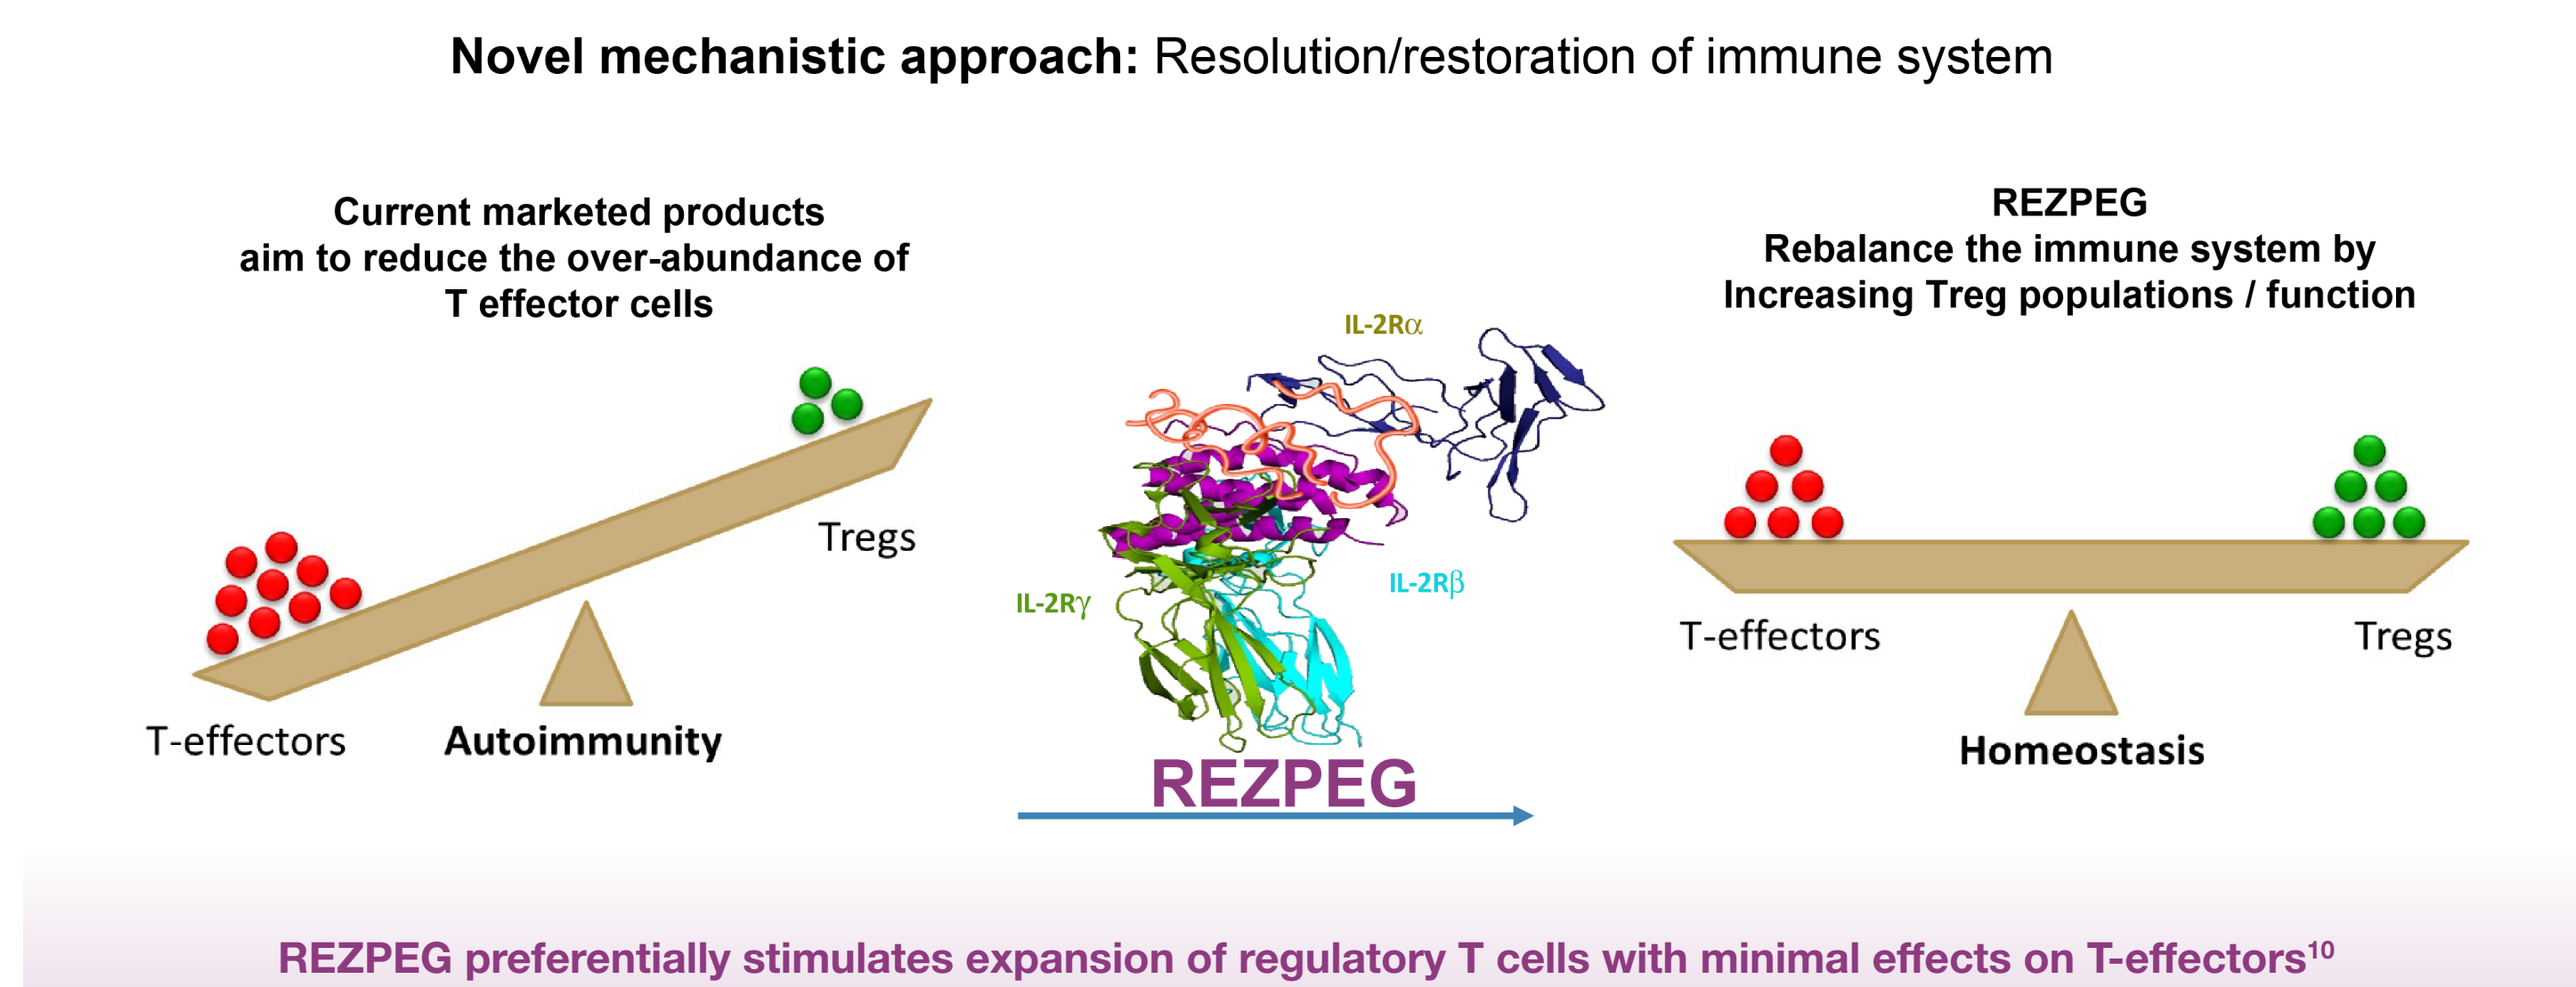 Novel mechanistic approach: Resolution/restoration of immune system
Current marketed products
aim to reduce the over-abundance of
T effector cells
Tregs
T-effectors
Autoimmunity
IL-2Rα
IL-2Rγ
IL-2Rβ
REZPEG
REZPEG
Rebalance the immune system by
Increasing Treg populations / function
T-effectors
Tregs
Homeostasis
REZPEG preferentially stimulates expansion of regulatory T cells with minimal effects on T-effectors¹⁰